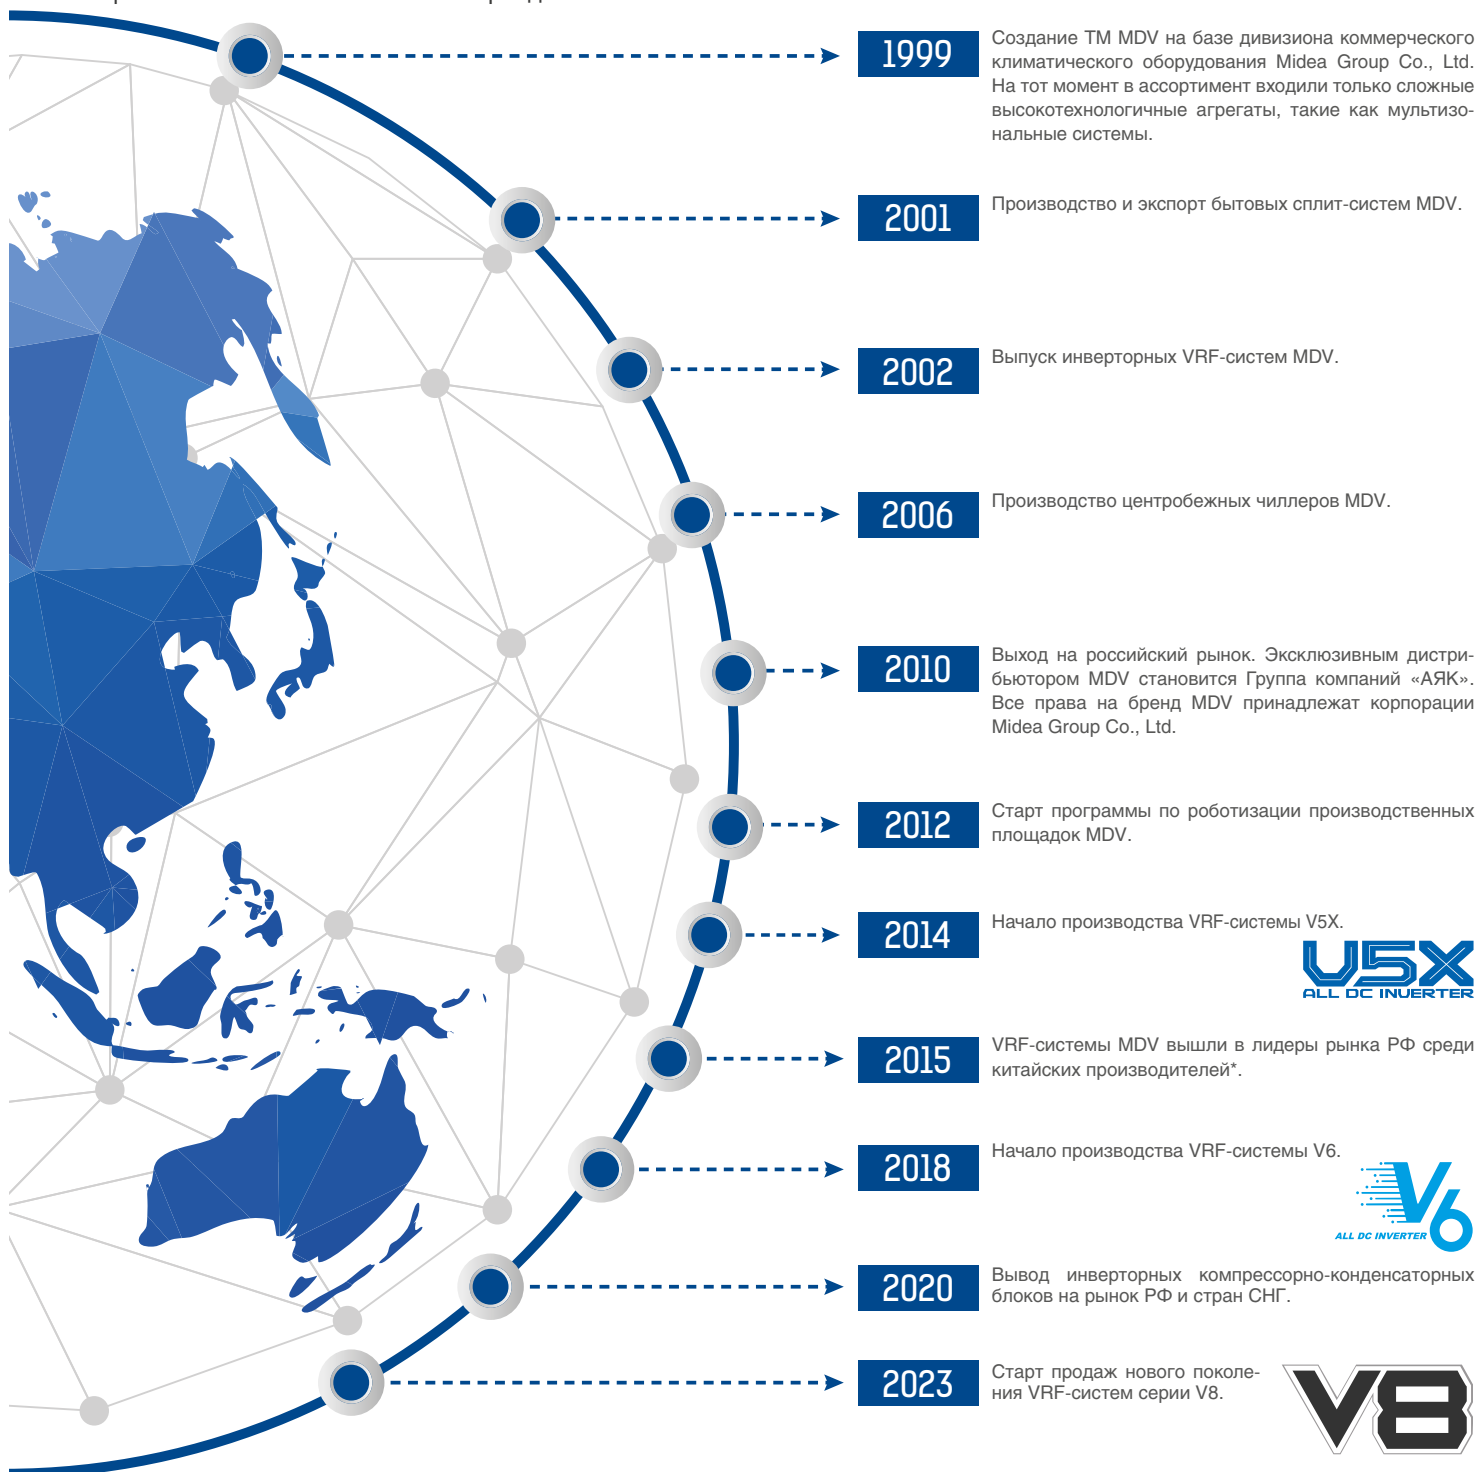 1999
Создание ТМ MDV на базе дивизиона коммерческого
климатического оборудования Midea Group Co., Ltd.
На тот момент в ассортимент входили только сложные
высокотехнологичные агрегаты, такие как мультизо-
нальные системы.
2001
Производство и экспорт бытовых сплит-систем MDV.
2002
Выпуск инверторных VRF-систем MDV.
2006
Производство центробежных чиллеров MDV.
2010
Выход на российский рынок. Эксклюзивным дистри-
бьютором MDV становится Группа компаний «АЯК».
Все права на бренд MDV принадлежат корпорации
Midea Group Co., Ltd.
2012
Старт программы по роботизации производственных
площадок MDV.
2014
Начало производства VRF-системы V5X.
V5X
ALL DC INVERTER
2015
VRF-системы MDV вышли в лидеры рынка РФ среди
китайских производителей*.
2018
Начало производства VRF-системы V6.
V6
ALL DC INVERTER
2020
Вывод инверторных компрессорно-конденсаторных
блоков на рынок РФ и стран СНГ.
2023
Старт продаж нового поколе-
ния VRF-систем серии V8.
V8